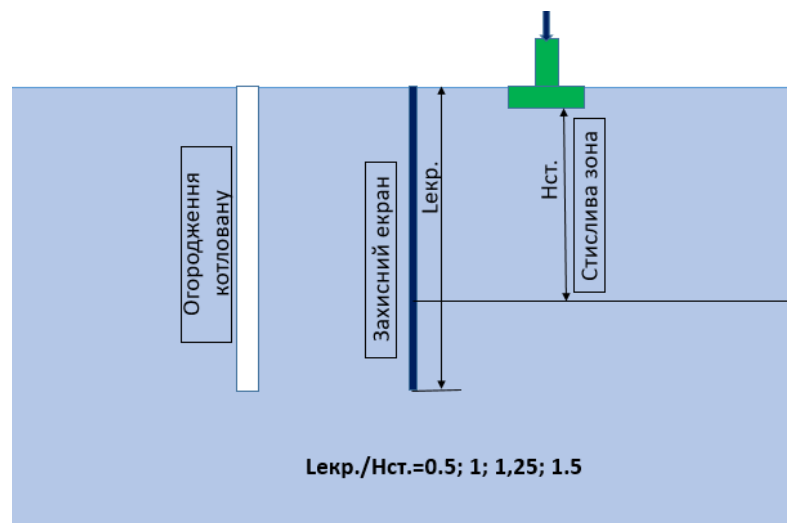 Огородження
котловану
Захисний екран
Lекр.
Нст.
Стислива зона
Lекр./Нст.=0.5; 1; 1,25; 1.5